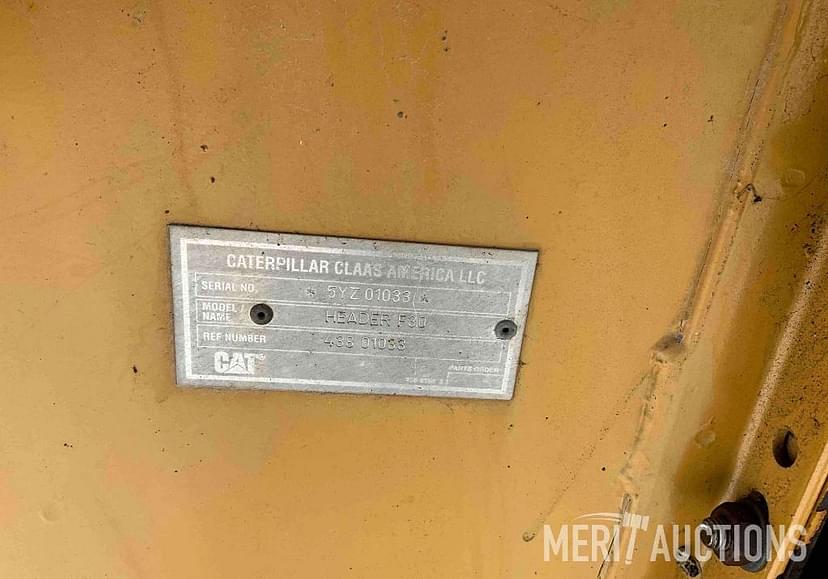 CATERPILLAR CLAAS AMERICA LLC
SERIAL NO. * 5YZ 01033 *
MODEL / NAME HEADER F30
REF NUMBER 438 01033
CAT®
PARTS ORDER
MERIT AUCTIONS